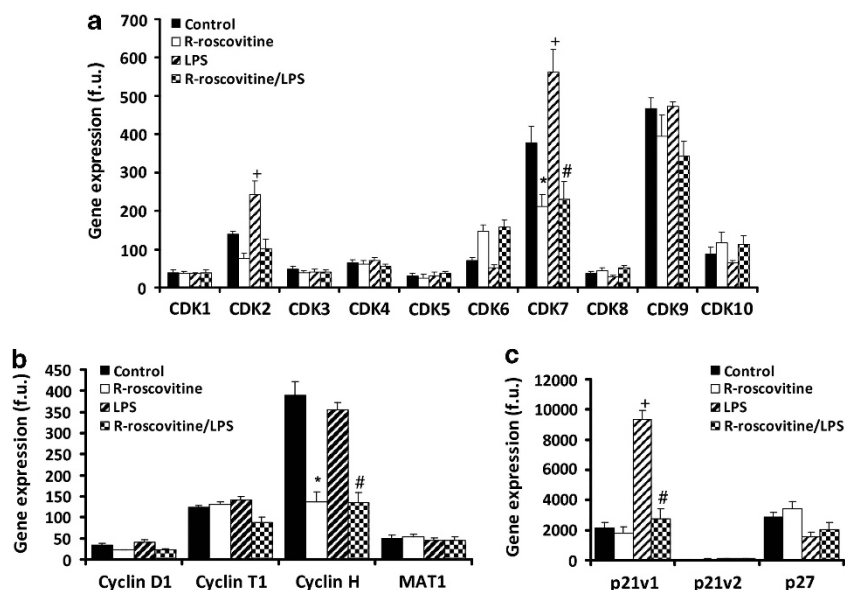 a
Control
R-roscovitine
LPS
R-roscovitine/LPS
Gene expression (f.u.)
700
600
500
400
300
200
100
0
+
+
*
#
CDK1 CDK2 CDK3 CDK4 CDK5 CDK6 CDK7 CDK8 CDK9 CDK10
b
Control
R-roscovitine
LPS
R-roscovitine/LPS
Gene expression (f.u.)
450
400
350
300
250
200
150
100
50
0
*
#
Cyclin D1 Cyclin T1 Cyclin H MAT1
c
Control
R-roscovitine
LPS
R-roscovitine/LPS
Gene expression (f.u.)
12000
10000
8000
6000
4000
2000
0
+
#
p21v1 p21v2 p27